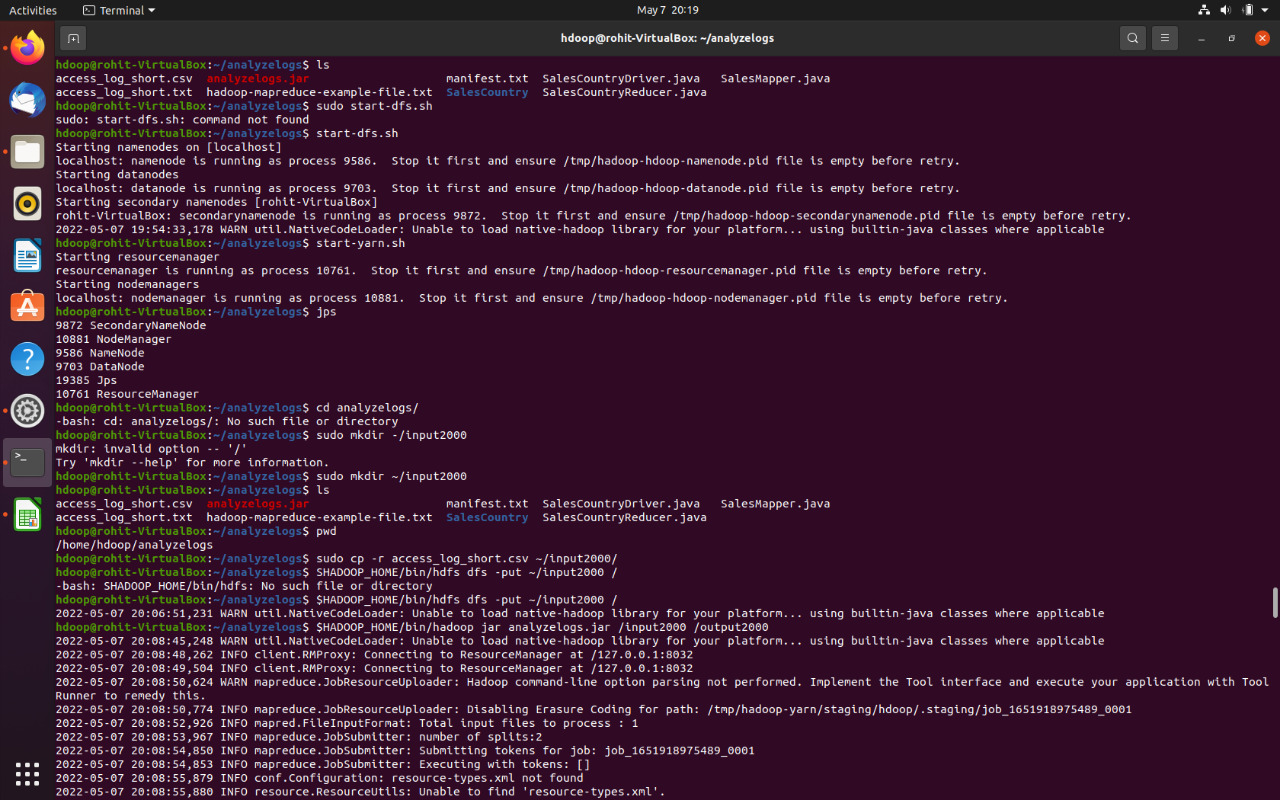 Activities Terminal May 7 20:19
hdoop@rohit-VirtualBox: ~/analyzelogs
hdoop@rohit-VirtualBox:~/analyzelogs$ ls
access_log_short.csv analyzelogs.jar manifest.txt SalesCountryDriver.java SalesMapper.java
access_log_short.txt hadoop-mapreduce-example-file.txt SalesCountry SalesCountryReducer.java
hdoop@rohit-VirtualBox:~/analyzelogs$ sudo start-dfs.sh
sudo: start-dfs.sh: command not found
hdoop@rohit-VirtualBox:~/analyzelogs$ start-dfs.sh
Starting namenodes on [localhost]
localhost: namenode is running as process 9586.  Stop it first and ensure /tmp/hadoop-hdoop-namenode.pid file is empty before retry.
Starting datanodes
localhost: datanode is running as process 9703.  Stop it first and ensure /tmp/hadoop-hdoop-datanode.pid file is empty before retry.
Starting secondary namenodes [rohit-VirtualBox]
rohit-VirtualBox: secondarynamenode is running as process 9872.  Stop it first and ensure /tmp/hadoop-hdoop-secondarynamenode.pid file is empty before retry.
2022-05-07 19:54:33,178 WARN util.NativeCodeLoader: Unable to load native-hadoop library for your platform... using builtin-java classes where applicable
hdoop@rohit-VirtualBox:~/analyzelogs$ start-yarn.sh
Starting resourcemanager
resourcemanager is running as process 10761.  Stop it first and ensure /tmp/hadoop-hdoop-resourcemanager.pid file is empty before retry.
Starting nodemanagers
localhost: nodemanager is running as process 10881.  Stop it first and ensure /tmp/hadoop-hdoop-nodemanager.pid file is empty before retry.
hdoop@rohit-VirtualBox:~/analyzelogs$ jps
9872 SecondaryNameNode
10881 NodeManager
9586 NameNode
9703 DataNode
19385 Jps
10761 ResourceManager
hdoop@rohit-VirtualBox:~/analyzelogs$ cd analyzelogs/
-bash: cd: analyzelogs/: No such file or directory
hdoop@rohit-VirtualBox:~/analyzelogs$ sudo mkdir -/input2000
mkdir: invalid option -- '/'
Try 'mkdir --help' for more information.
hdoop@rohit-VirtualBox:~/analyzelogs$ sudo mkdir ~/input2000
hdoop@rohit-VirtualBox:~/analyzelogs$ ls
access_log_short.csv analyzelogs.jar manifest.txt SalesCountryDriver.java SalesMapper.java
access_log_short.txt hadoop-mapreduce-example-file.txt SalesCountry SalesCountryReducer.java
hdoop@rohit-VirtualBox:~/analyzelogs$ pwd
/home/hdoop/analyzelogs
hdoop@rohit-VirtualBox:~/analyzelogs$ sudo cp -r access_log_short.csv ~/input2000/
hdoop@rohit-VirtualBox:~/analyzelogs$ SHADOOP_HOME/bin/hdfs dfs -put ~/input2000 /
-bash: SHADOOP_HOME/bin/hdfs: No such file or directory
hdoop@rohit-VirtualBox:~/analyzelogs$ $HADOOP_HOME/bin/hdfs dfs -put ~/input2000 /
2022-05-07 20:06:51,231 WARN util.NativeCodeLoader: Unable to load native-hadoop library for your platform... using builtin-java classes where applicable
hdoop@rohit-VirtualBox:~/analyzelogs$ $HADOOP_HOME/bin/hadoop jar analyzelogs.jar /input2000 /output2000
2022-05-07 20:08:45,248 WARN util.NativeCodeLoader: Unable to load native-hadoop library for your platform... using builtin-java classes where applicable
2022-05-07 20:08:48,262 INFO client.RMProxy: Connecting to ResourceManager at /127.0.0.1:8032
2022-05-07 20:08:49,504 INFO client.RMProxy: Connecting to ResourceManager at /127.0.0.1:8032
2022-05-07 20:08:50,624 WARN mapreduce.JobResourceUploader: Hadoop command-line option parsing not performed. Implement the Tool interface and execute your application with Tool
Runner to remedy this.
2022-05-07 20:08:50,774 INFO mapreduce.JobResourceUploader: Disabling Erasure Coding for path: /tmp/hadoop-yarn/staging/hdoop/.staging/job_1651918975489_0001
2022-05-07 20:08:52,926 INFO mapred.FileInputFormat: Total input files to process : 1
2022-05-07 20:08:53,967 INFO mapreduce.JobSubmitter: number of splits:2
2022-05-07 20:08:54,850 INFO mapreduce.JobSubmitter: Submitting tokens for job: job_1651918975489_0001
2022-05-07 20:08:54,853 INFO mapreduce.JobSubmitter: Executing with tokens: []
2022-05-07 20:08:55,879 INFO conf.Configuration: resource-types.xml not found
2022-05-07 20:08:55,880 INFO resource.ResourceUtils: Unable to find 'resource-types.xml'.